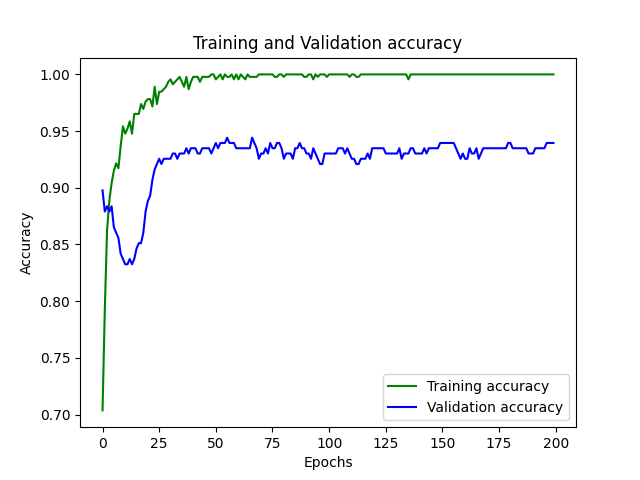 Training and Validation accuracy
1.00
0.95
0.90
0.85
0.80
0.75
0.70
Accuracy
Training accuracy
Validation accuracy
0 25 50 75 100 125 150 175 200
Epochs